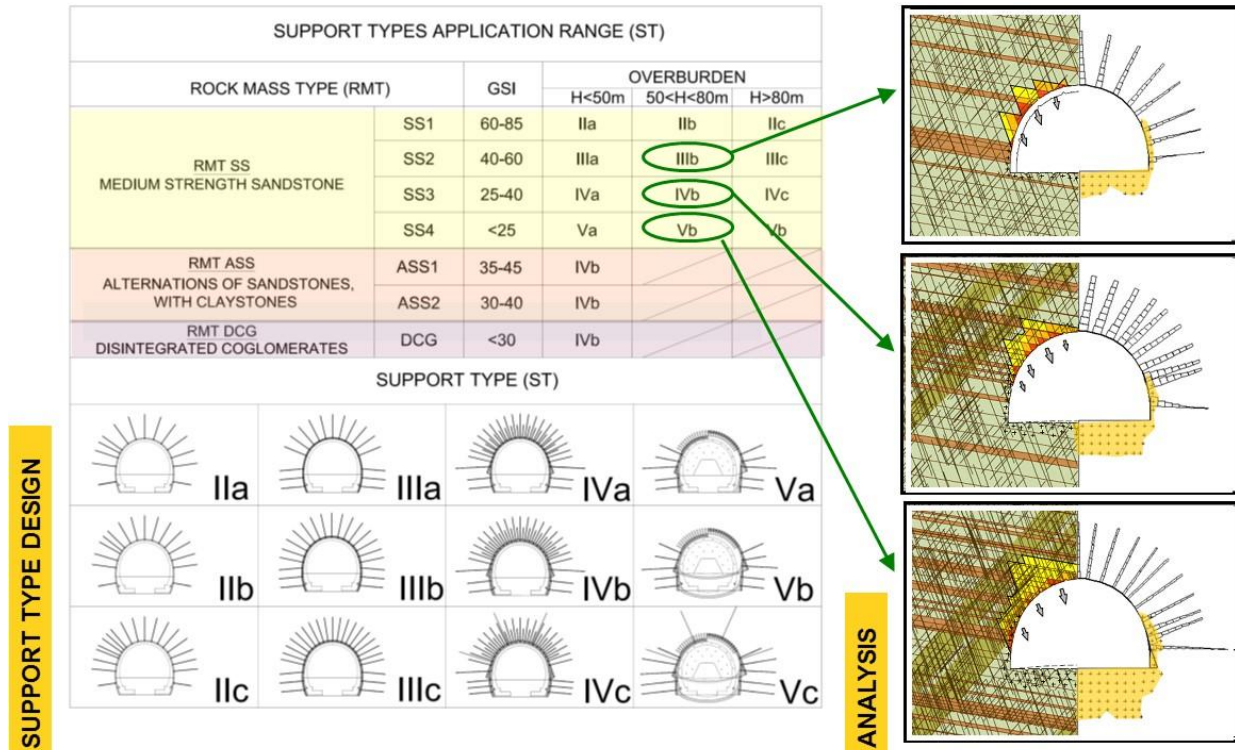 SUPPORT TYPES APPLICATION RANGE (ST)
ROCK MASS TYPE (RMT)
GSI
OVERBURDEN
H<50m 50<H<80m H>80m
RMT SS
MEDIUM STRENGTH SANDSTONE
SS1 60-85 IIa IIb IIc
SS2 40-60 IIIa IIIb IIIc
SS3 25-40 IVa IVb IVc
SS4 <25 Va Vb Vb
RMT ASS
ALTERNATIONS OF SANDSTONES,
WITH CLAYSTONES
ASS1 35-45 IVb
ASS2 30-40 IVb
RMT DCG
DISINTEGRATED COGLOMERATES
DCG <30 IVb
SUPPORT TYPE (ST)
IIa IIIa IVa Va
IIb IIIb IVb Vb
IIc IIIc IVc Vc
SUPPORT TYPE DESIGN
ANALYSIS